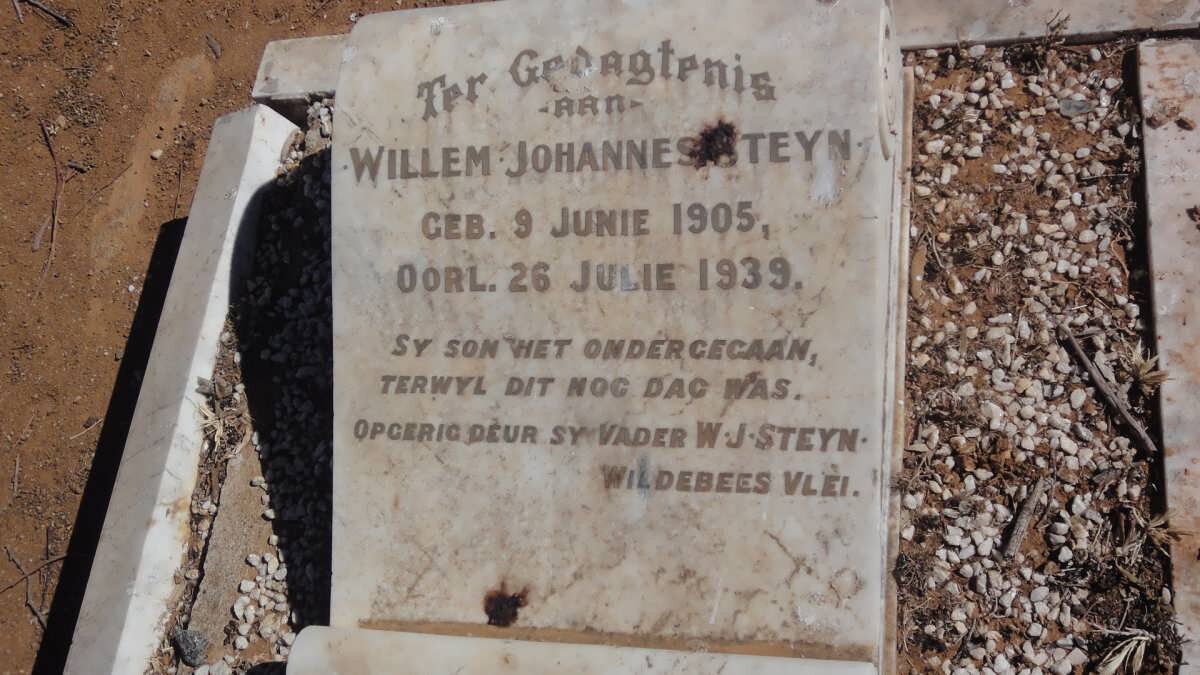 Ter Gedagtenis
-AAN-
·WILLEM·JOHANNES STEYN·
GEB. 9 JUNIE 1905,
OORL. 26 JULIE 1939.
SY SON HET ONDERGEGAAN,
TERWYL DIT NOG DAG WAS.
OPGERIG DEUR SY VADER W·J·STEYN·
WILDEBEES VLEI.